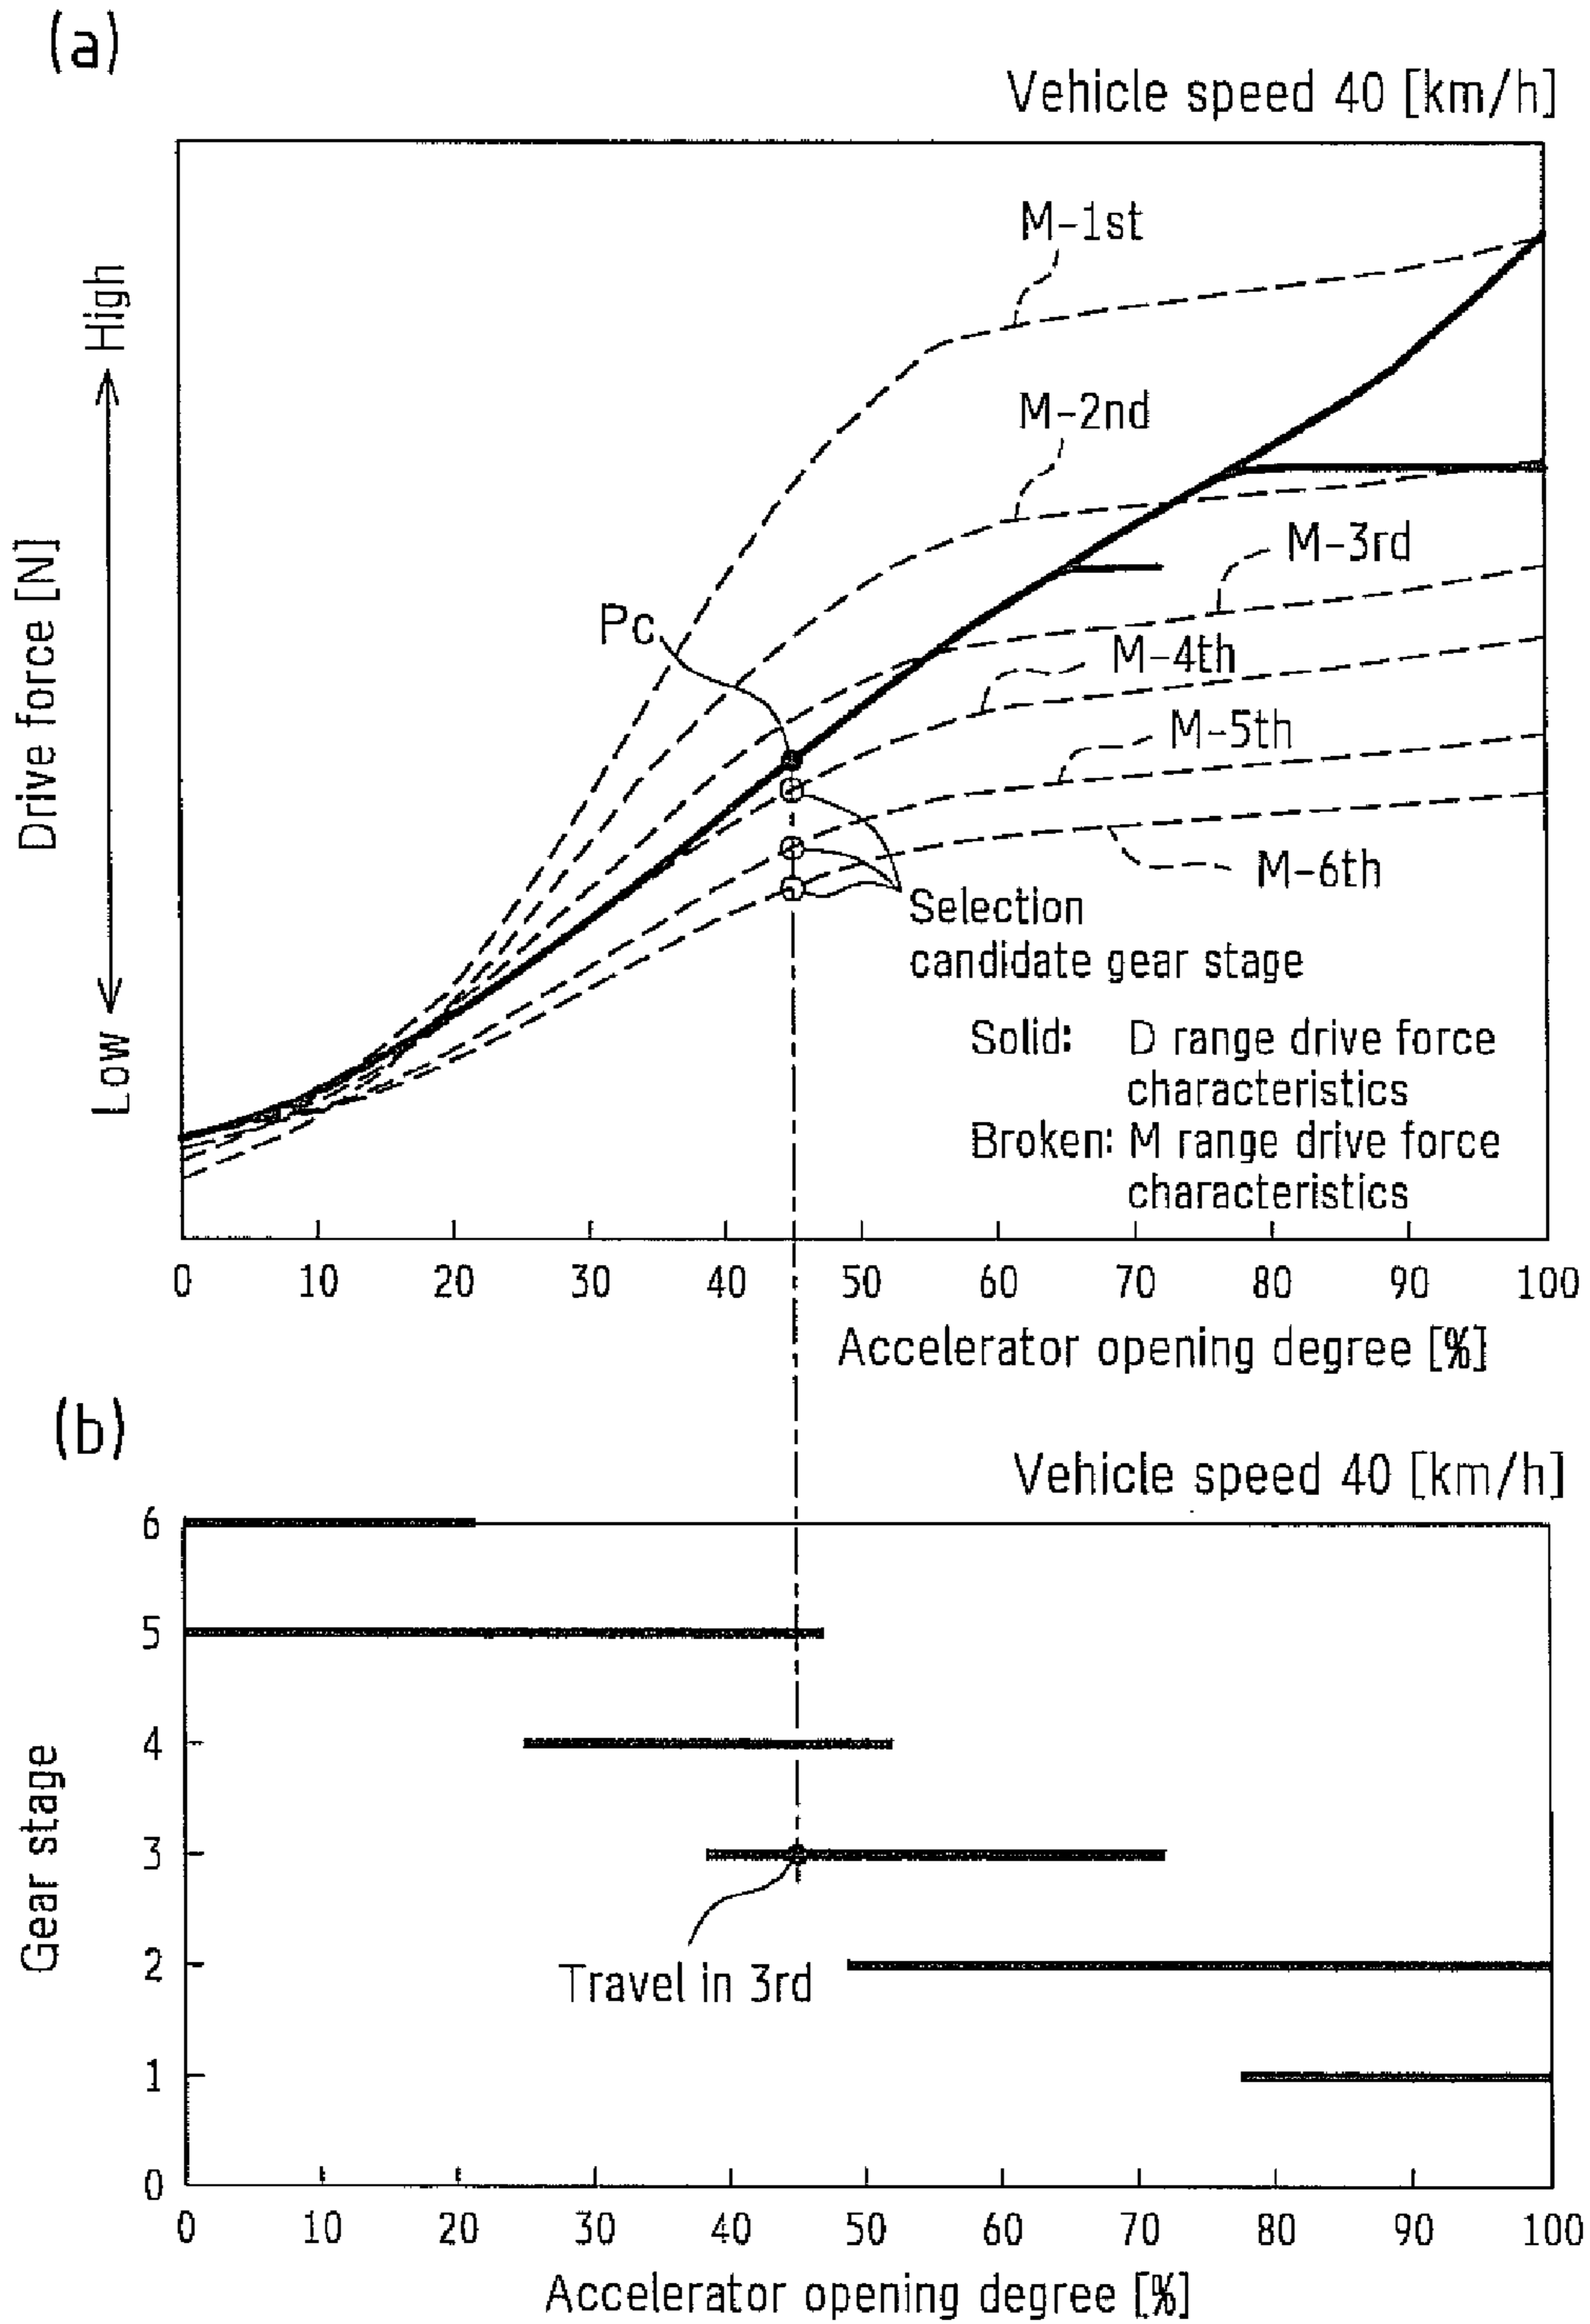 (a)
Vehicle speed 40 [km/h]
M-1st
High
M-2nd
M-3rd
Drive force [N]
Pc
M-4th
M-5th
M-6th
Selection
candidate gear stage
Low
Solid: D range drive force
characteristics
Broken: M range drive force
characteristics
0 10 20 30 40 50 60 70 80 90 100
Accelerator opening degree [%]
(b)
Vehicle speed 40 [km/h]
6
5
4
3
Gear stage
2
Travel in 3rd
1
0
0 10 20 30 40 50 60 70 80 90 100
Accelerator opening degree [%]